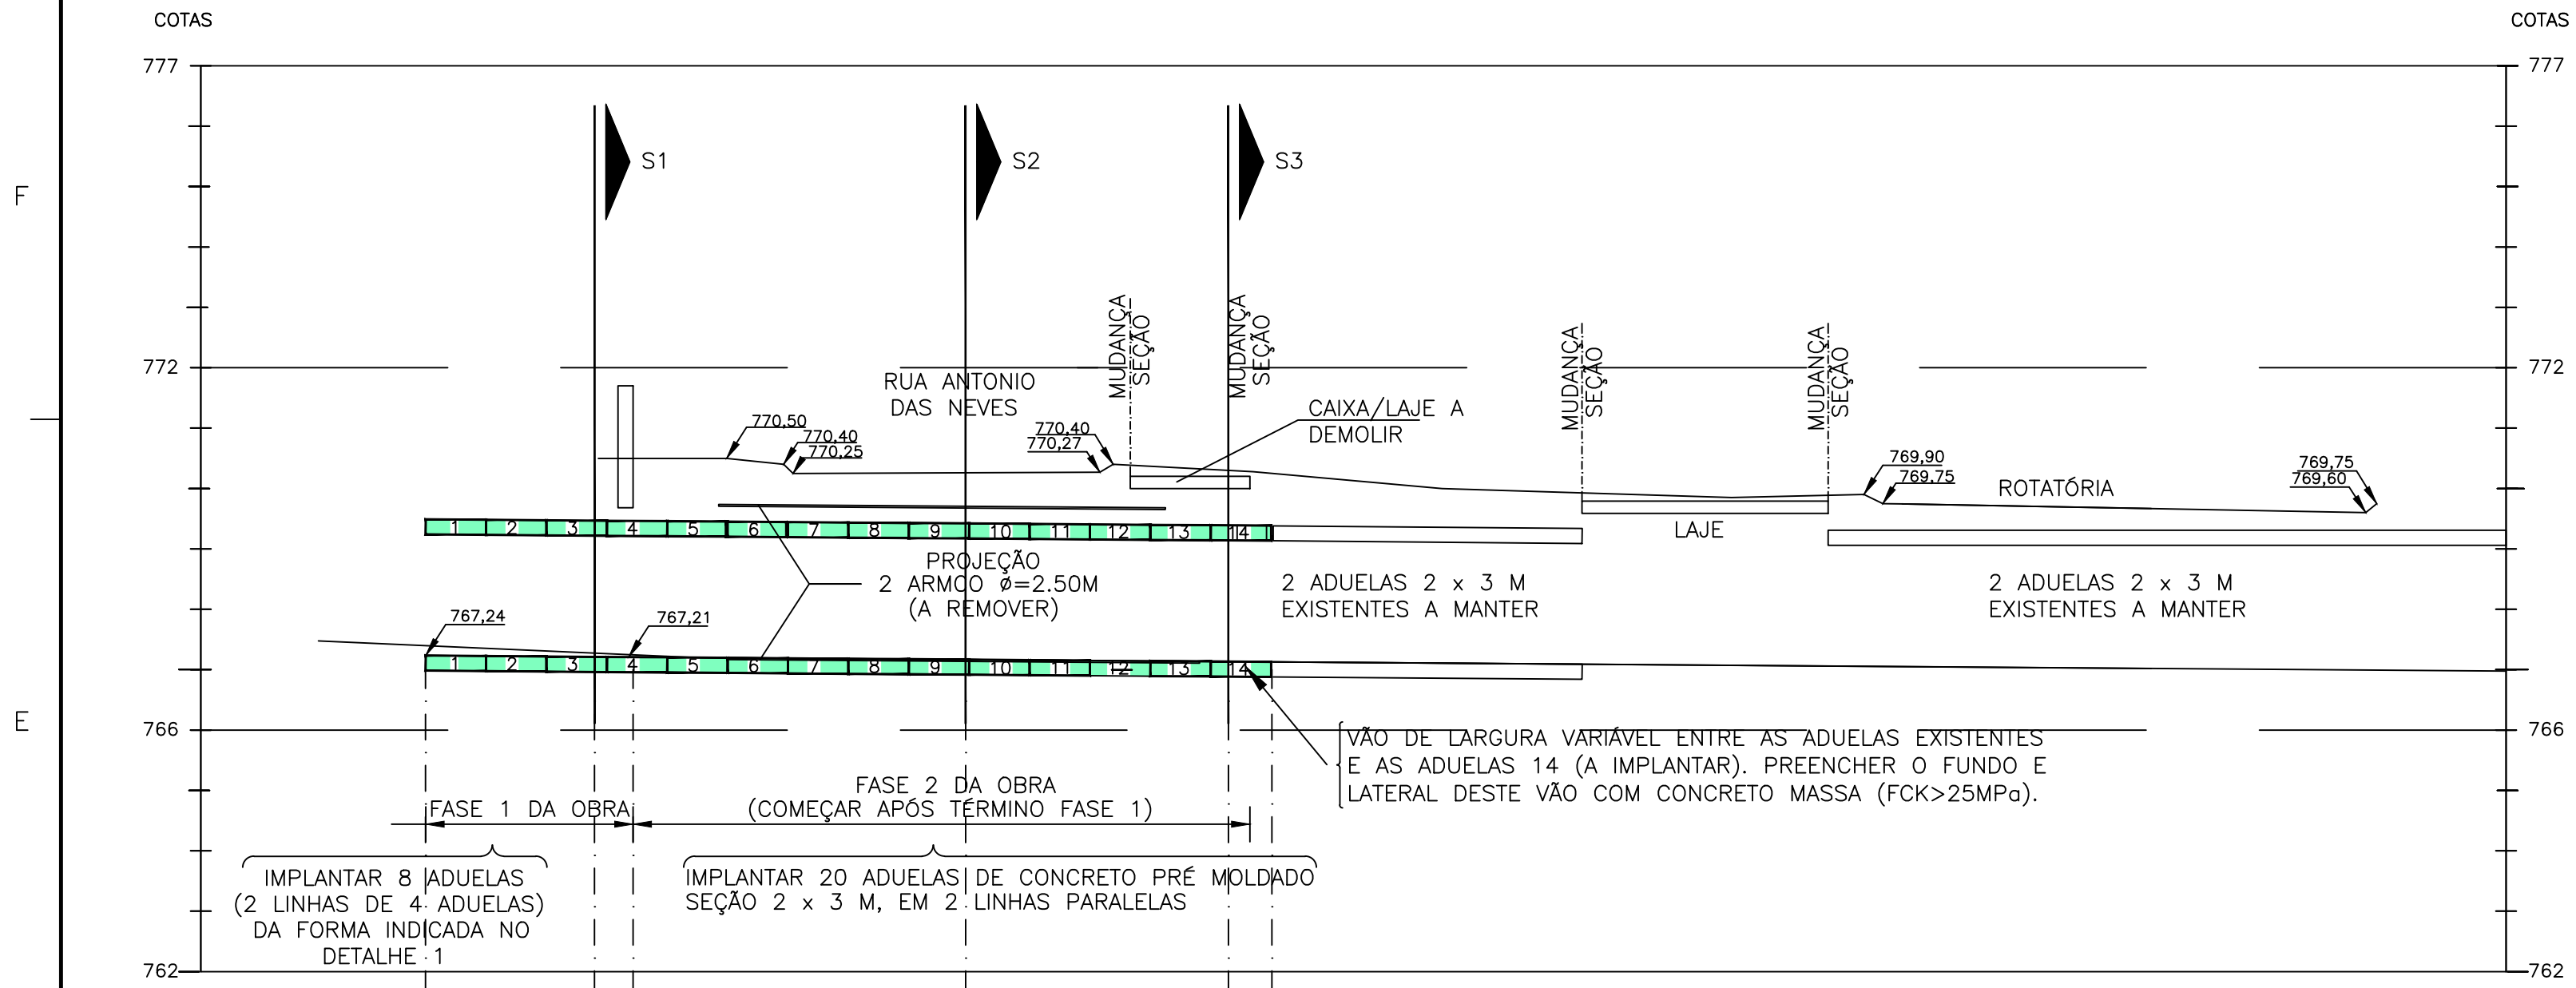 COTAS
COTAS
777
777
F
S1
S2
S3
MUDANÇA
SEÇÃO
MUDANÇA
SEÇÃO
MUDANÇA
SEÇÃO
MUDANÇA
SEÇÃO
772
772
RUA ANTONIO
DAS NEVES
CAIXA/LAJE A
DEMOLIR
770,50
770,40
770,25
770,40
770,27
769,90
769,75
769,75
769,60
ROTATÓRIA
LAJE
1 2 3 4 5 6 7 8 9 10 11 12 13 14
PROJEÇÃO
2 ARMCO ø=2.50M
(A REMOVER)
2 ADUELAS 2 x 3 M
EXISTENTES A MANTER
2 ADUELAS 2 x 3 M
EXISTENTES A MANTER
767,24
767,21
1 2 3 4 5 6 7 8 9 10 11 12 13 14
E
766
766
VÃO DE LARGURA VARIÁVEL ENTRE AS ADUELAS EXISTENTES
E AS ADUELAS 14 (A IMPLANTAR). PREENCHER O FUNDO E
LATERAL DESTE VÃO COM CONCRETO MASSA (FCK>25MPa).
FASE 1 DA OBRA
FASE 2 DA OBRA
(COMEÇAR APÓS TÉRMINO FASE 1)
IMPLANTAR 8 ADUELAS
(2 LINHAS DE 4 ADUELAS)
DA FORMA INDICADA NO
DETALHE 1
IMPLANTAR 20 ADUELAS DE CONCRETO PRÉ MOLDADO
SEÇÃO 2 x 3 M, EM 2 LINHAS PARALELAS
762
762